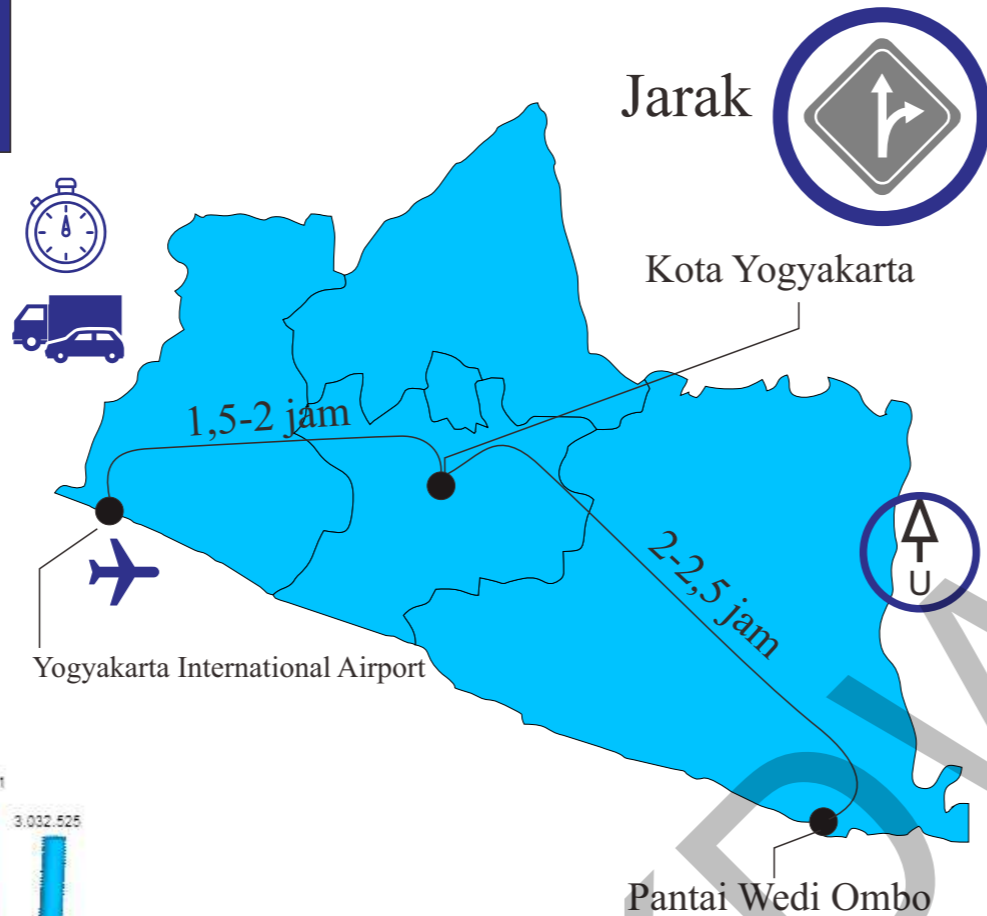 Jarak
Kota Yogyakarta
1,5-2 jam
2-2,5 jam
U
Yogyakarta International Airport
3.032.525
Pantai Wedi Ombo